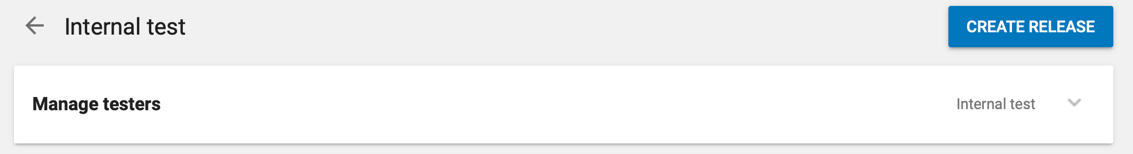 Internal test
CREATE RELEASE
Manage testers
Internal test